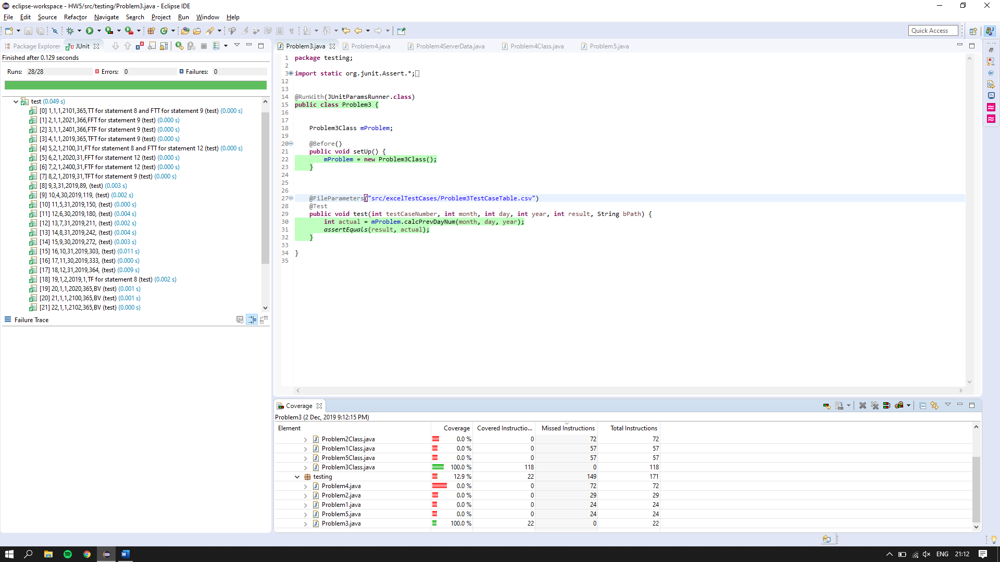 eclipse-workspace - HW5/src/testing/Problem3.java - Eclipse IDE
File Edit Source Refactor Navigate Search Project Run Window Help
Quick Access
Package Explorer JUnit
Finished after 0.129 seconds
Runs: 28/28 Errors: 0 Failures: 0
test (0.049 s)
[0] 1,1,1,2101,365,TT for statement 8 and FTT for statement 9 (test) (0.000 s)
[1] 2,1,1,2021,366,FFT for statement 9 (test) (0.000 s)
[2] 3,1,1,2401,366,FTF for statement 9 (test) (0.000 s)
[3] 4,1,1,2019,365,TFT for statement 9 (test) (0.000 s)
[4] 5,2,1,2100,31,FT for statement 8 and FTT for statement 12 (test) (0.000 s)
[5] 6,2,1,2020,31,FFT for statement 12 (test) (0.000 s)
[6] 7,2,1,2400,31,FTF for statement 12 (test) (0.000 s)
[7] 8,2,1,2019,31,TFT for statement 9 (test) (0.000 s)
[8] 9,3,31,2019,89, (test) (0.003 s)
[9] 10,4,30,2019,119, (test) (0.002 s)
[10] 11,5,31,2019,150, (test) (0.000 s)
[11] 12,6,30,2019,180, (test) (0.004 s)
[12] 13,7,31,2019,211, (test) (0.002 s)
[13] 14,8,31,2019,242, (test) (0.004 s)
[14] 15,9,30,2019,272, (test) (0.003 s)
[15] 16,10,31,2019,303, (test) (0.011 s)
[16] 17,11,30,2019,333, (test) (0.000 s)
[17] 18,12,31,2019,364, (test) (0.009 s)
[18] 19,1,2,2019,1,TF for statement 8 (test) (0.002 s)
[19] 20,1,1,2020,365,BV (test) (0.001 s)
[20] 21,1,1,2100,365,BV (test) (0.001 s)
[21] 22,1,1,2102,365,BV (test) (0.000 s)
Failure Trace
Problem3.java Problem4.java Problem4ServerData.java Problem4Class.java Problem5.java
1 package testing;
2
3 import static org.junit.Assert.*;
12
13
14 @RunWith(JUnitParamsRunner.class)
15 public class Problem3 {
16
17
18 Problem3Class mProblem;
19
20 @Before()
21 public void setUp() {
22 mProblem = new Problem3Class();
23 }
24
25
26
27 @FileParameters("src/excelTestCases/Problem3TestCaseTable.csv")
28 @Test
29 public void test(int testCaseNumber, int month, int day, int year, int result, String bPath) {
30 int actual = mProblem.calcPrevDayNum(month, day, year);
31 assertEquals(result, actual);
32 }
33
34 }
35
Coverage
Problem3 (2 Dec, 2019 9:12:15 PM)
Element Coverage Covered Instructio... Missed Instructions Total Instructions
Problem2Class.java 0.0 % 0 72 72
Problem1Class.java 0.0 % 0 57 57
Problem5Class.java 0.0 % 0 57 57
Problem3Class.java 100.0 % 118 0 118
testing 12.9 % 22 149 171
Problem4.java 0.0 % 0 72 72
Problem2.java 0.0 % 0 29 29
Problem1.java 0.0 % 0 24 24
Problem5.java 0.0 % 0 24 24
Problem3.java 100.0 % 22 0 22
ENG 21:12